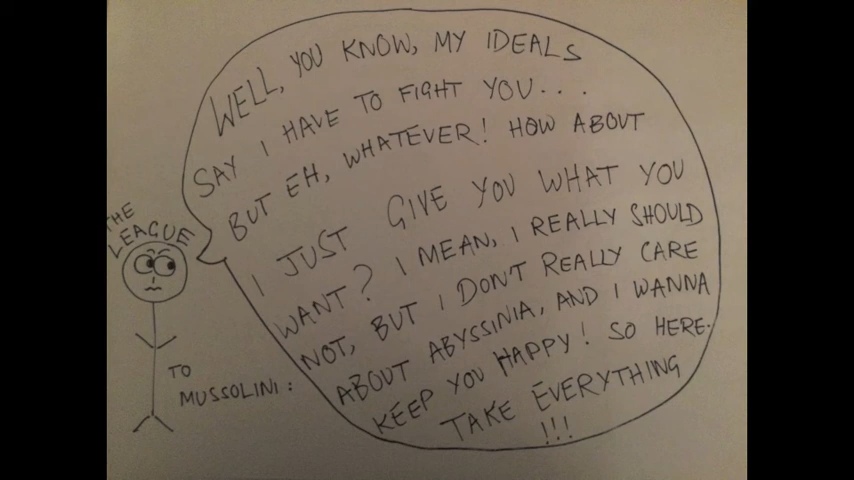 WELL, YOU KNOW, MY IDEALS
SAY I HAVE TO FIGHT YOU...
BUT EH, WHATEVER! HOW ABOUT
I JUST GIVE YOU WHAT YOU
WANT? I MEAN, I REALLY SHOULD
NOT, BUT I DON'T REALLY CARE
ABOUT ABYSSINIA, AND I WANNA
KEEP YOU HAPPY! SO HERE.
TAKE EVERYTHING
!!!
THE
LEAGUE
TO
MUSSOLINI: